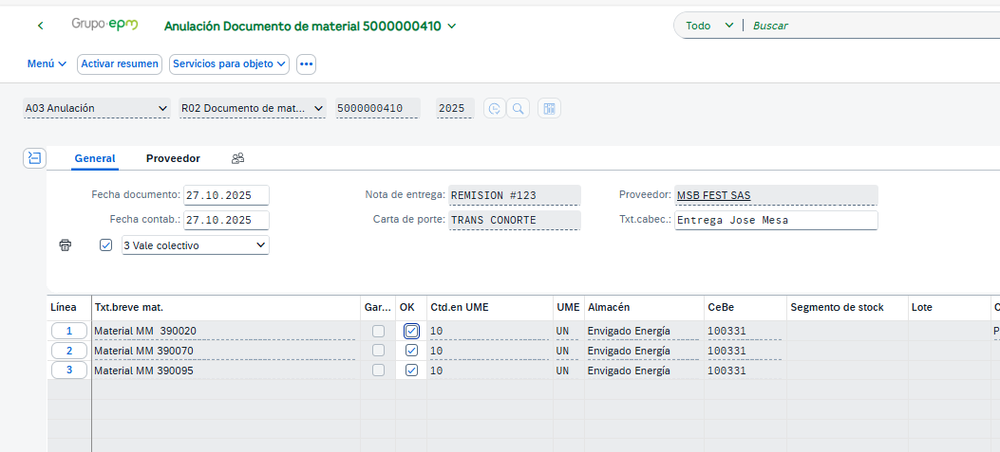 Grupo·epm Anulación Documento de material 5000000410 Todo Buscar
Menú Activar resumen Servicios para objeto •••
A03 Anulación R02 Documento de mat... 5000000410 2025
General Proveedor
Fecha documento: 27.10.2025 Nota de entrega: REMISION #123 Proveedor: MSB FEST SAS
Fecha contab.: 27.10.2025 Carta de porte: TRANS CONORTE Txt.cabec.: Entrega Jose Mesa
3 Vale colectivo
Línea Txt.breve mat. Gar... OK Ctd.en UME UME Almacén CeBe Segmento de stock Lote
1 Material MM 390020 10 UN Envigado Energía 100331 P
2 Material MM 390070 10 UN Envigado Energía 100331
3 Material MM 390095 10 UN Envigado Energía 100331